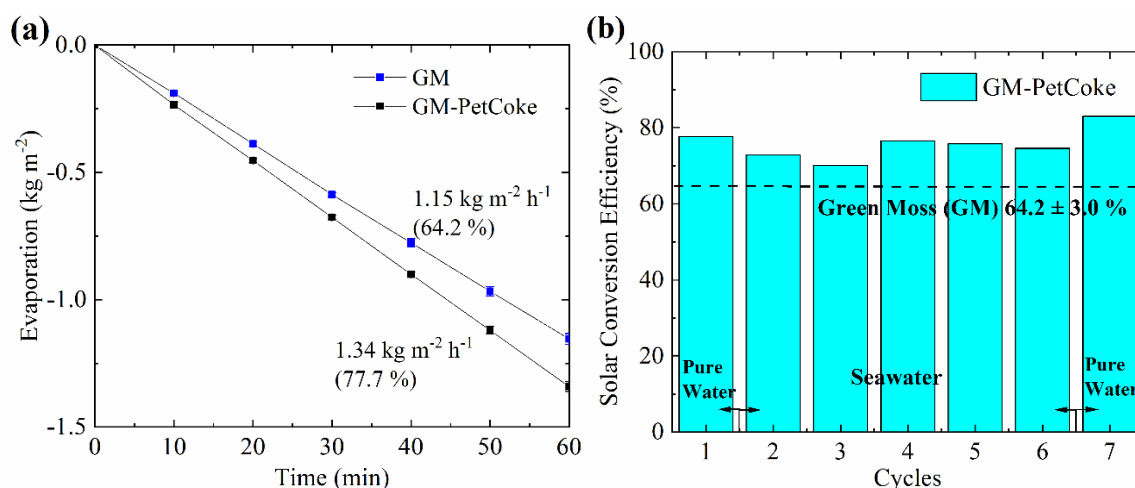 (a)
0.0
-0.5
-1.0
-1.5
Evaporation (kg m⁻²)
GM
GM-PetCoke
1.15 kg m⁻² h⁻¹
(64.2 %)
1.34 kg m⁻² h⁻¹
(77.7 %)
0 10 20 30 40 50 60
Time (min)
(b)
100
80
60
40
20
0
Solar Conversion Efficiency (%)
GM-PetCoke
Green Moss (GM) 64.2 ± 3.0 %
Pure
Water
Seawater
Pure
Water
1 2 3 4 5 6 7
Cycles